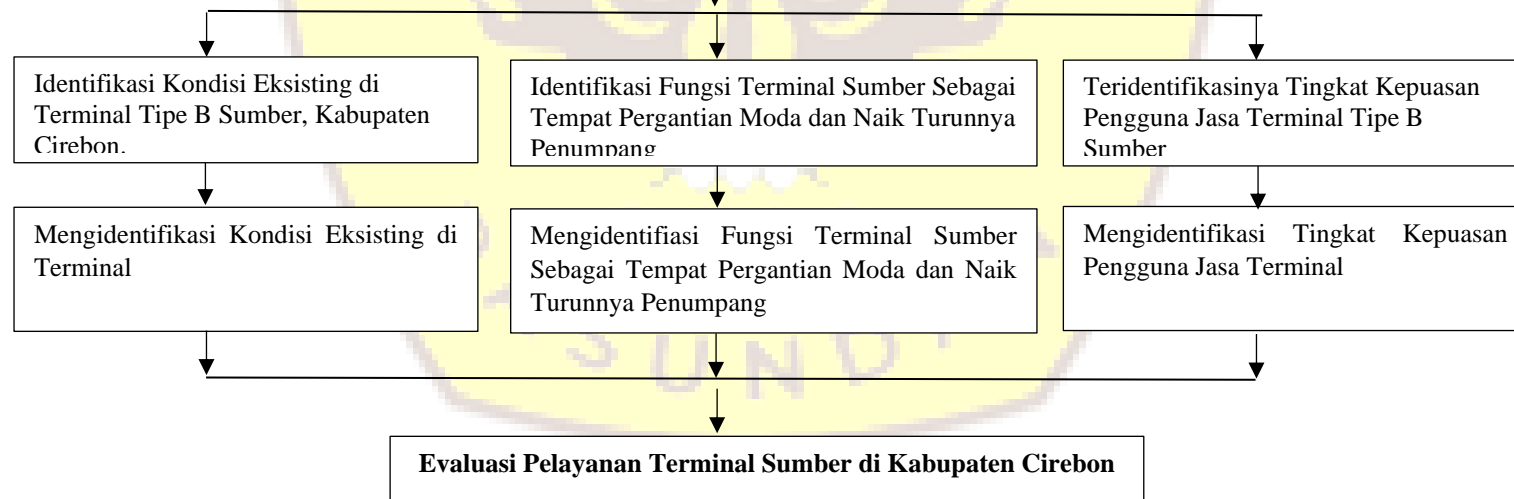 Identifikasi Kondisi Eksisting di
Terminal Tipe B Sumber, Kabupaten
Cirebon.
Identifikasi Fungsi Terminal Sumber Sebagai
Tempat Pergantian Moda dan Naik Turunnya
Penumpang
Teridentifikasinya Tingkat Kepuasan
Pengguna Jasa Terminal Tipe B
Sumber
Mengidentifikasi Kondisi Eksisting di
Terminal
Mengidentifiasi Fungsi Terminal Sumber
Sebagai Tempat Pergantian Moda dan Naik
Turunnya Penumpang
Mengidentifikasi Tingkat Kepuasan
Pengguna Jasa Terminal
Evaluasi Pelayanan Terminal Sumber di Kabupaten Cirebon